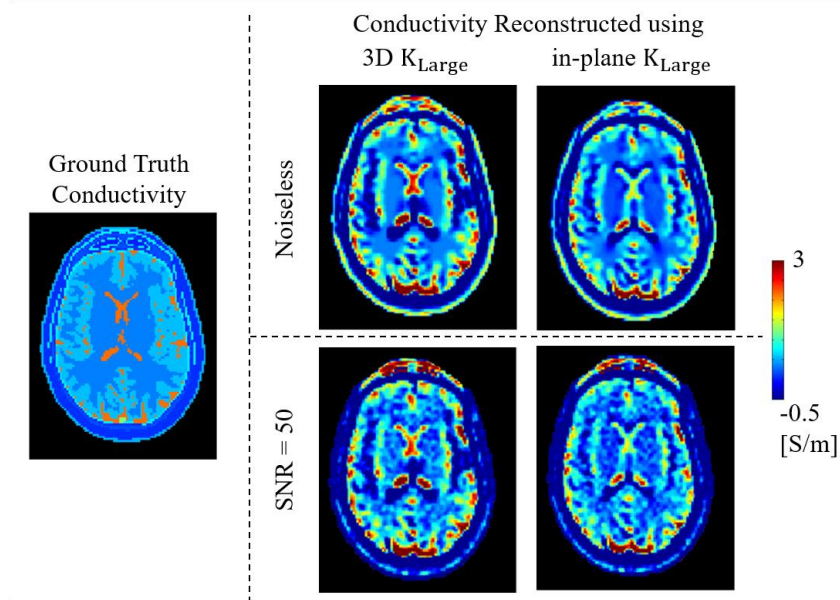 Conductivity Reconstructed using
3D K_Large
in-plane K_Large
Ground Truth
Conductivity
Noiseless
SNR = 50
3
-0.5
[S/m]